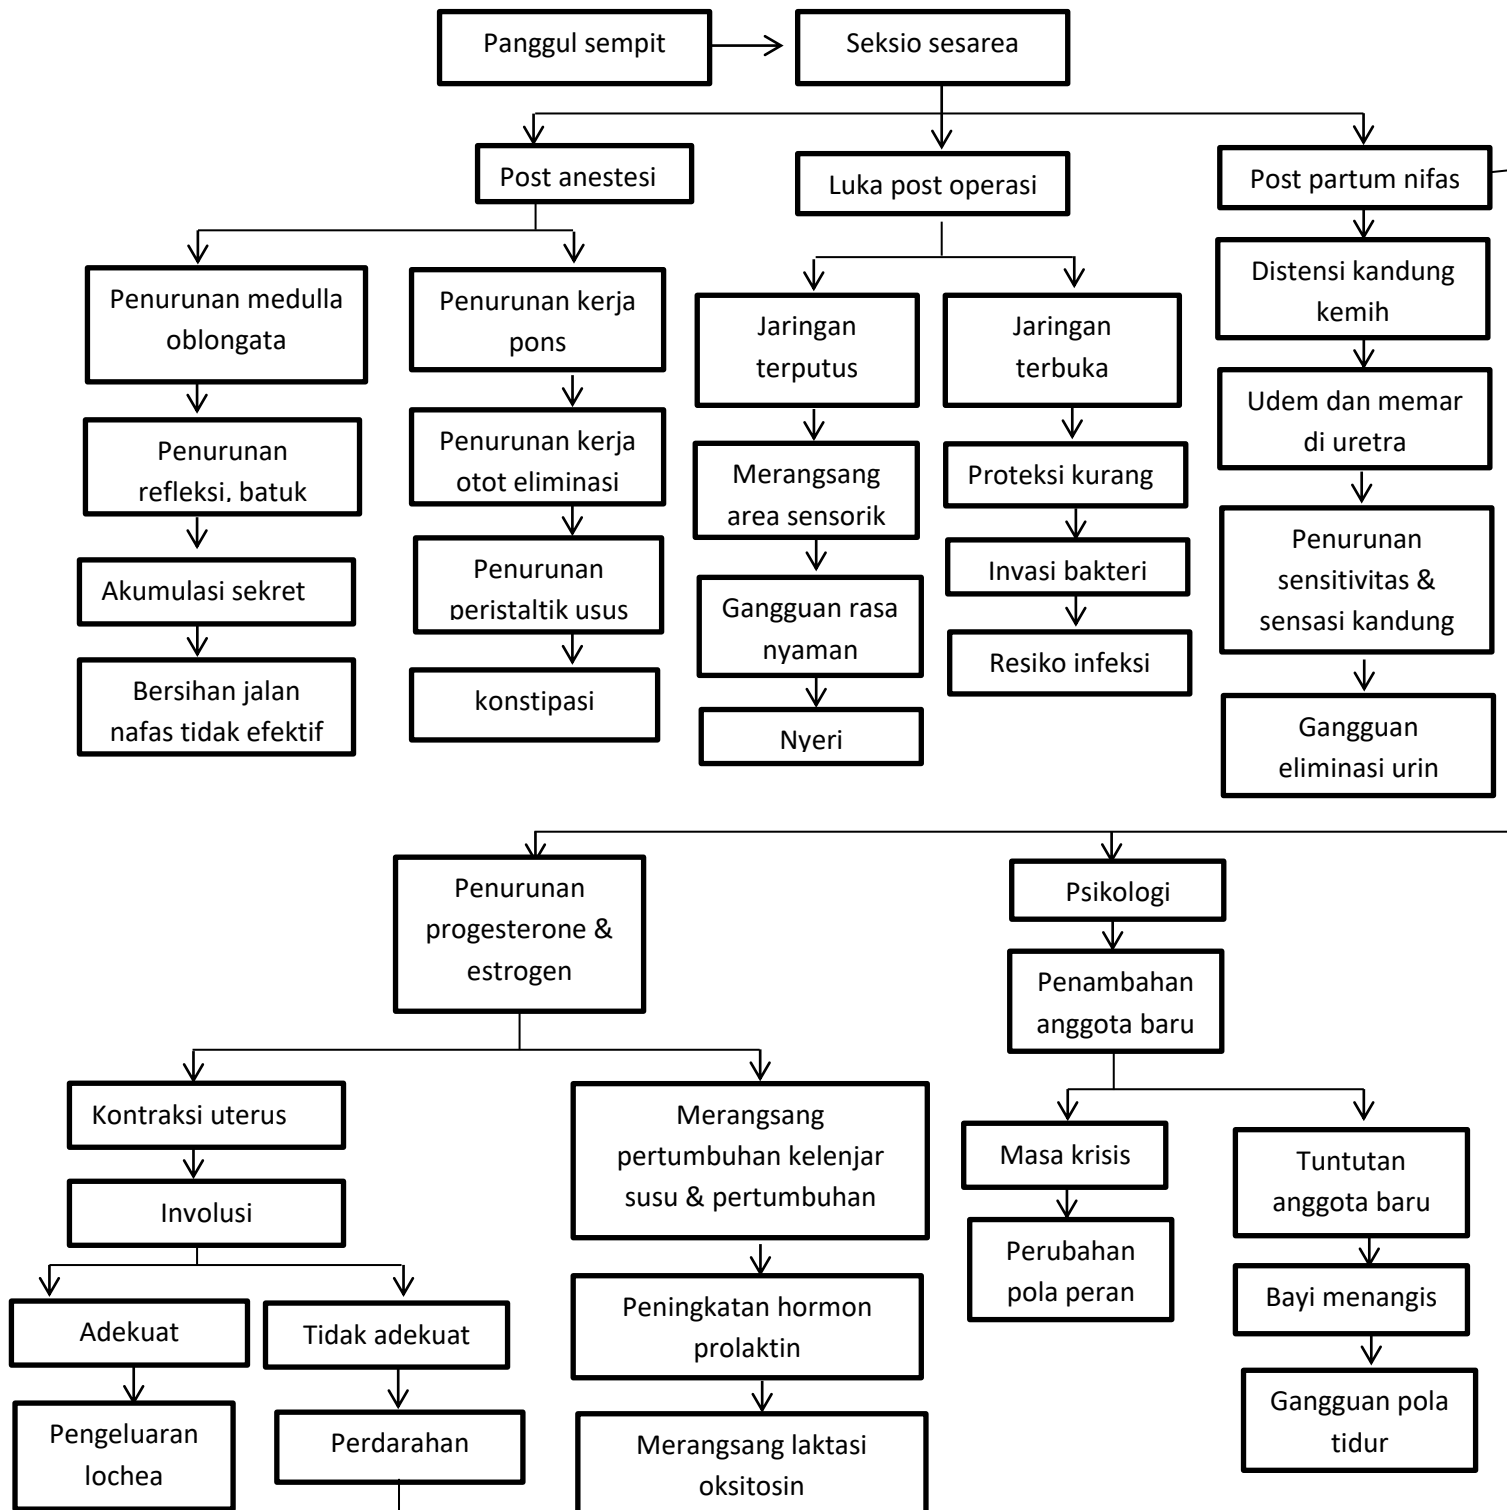 Panggul sempit
Seksio sesarea
Post anestesi
Luka post operasi
Post partum nifas
Penurunan medulla
oblongata
Penurunan kerja
pons
Jaringan
terputus
Jaringan
terbuka
Distensi kandung
kemih
Penurunan
refleksi, batuk
Penurunan kerja
otot eliminasi
Merangsang
area sensorik
Proteksi kurang
Udem dan memar
di uretra
Akumulasi sekret
Penurunan
peristaltik usus
Gangguan rasa
nyaman
Invasi bakteri
Penurunan
sensitivitas &
sensasi kandung
Bersihan jalan
nafas tidak efektif
konstipasi
Nyeri
Resiko infeksi
Gangguan
eliminasi urin
Penurunan
progesterone &
estrogen
Psikologi
Penambahan
anggota baru
Kontraksi uterus
Merangsang
pertumbuhan kelenjar
susu & pertumbuhan
Masa krisis
Tuntutan
anggota baru
Involusi
Perubahan
pola peran
Bayi menangis
Adekuat
Tidak adekuat
Peningkatan hormon
prolaktin
Gangguan pola
tidur
Pengeluaran
lochea
Perdarahan
Merangsang laktasi
oksitosin